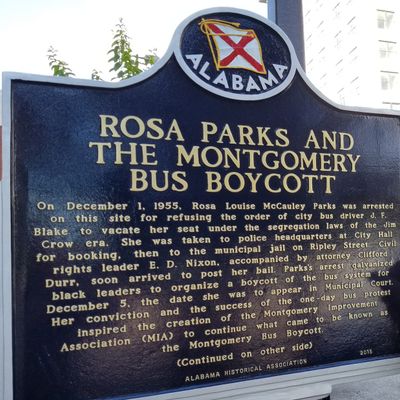 ALABAMA
ROSA PARKS AND
THE MONTGOMERY
BUS BOYCOTT
On December 1, 1955, Rosa Louise McCauley Parks was arrested
on this site for refusing the order of city bus driver J. F.
Blake to vacate her seat under the segregation laws of the Jim
Crow era. She was taken to police headquarters at City Hall
for booking, then to the municipal jail on Ripley Street. Civil
rights leader E. D. Nixon, accompanied by attorney Clifford
Durr, soon arrived to post her bail. Parks's arrest galvanized
black leaders to organize a boycott of the bus system for
December 5, the date she was to appear in Municipal Court.
Her conviction and the success of the one-day bus protest
inspired the creation of the Montgomery Improvement
Association (MIA) to continue what came to be known as
the Montgomery Bus Boycott.
(Continued on other side)
ALABAMA HISTORICAL ASSOCIATION
2015